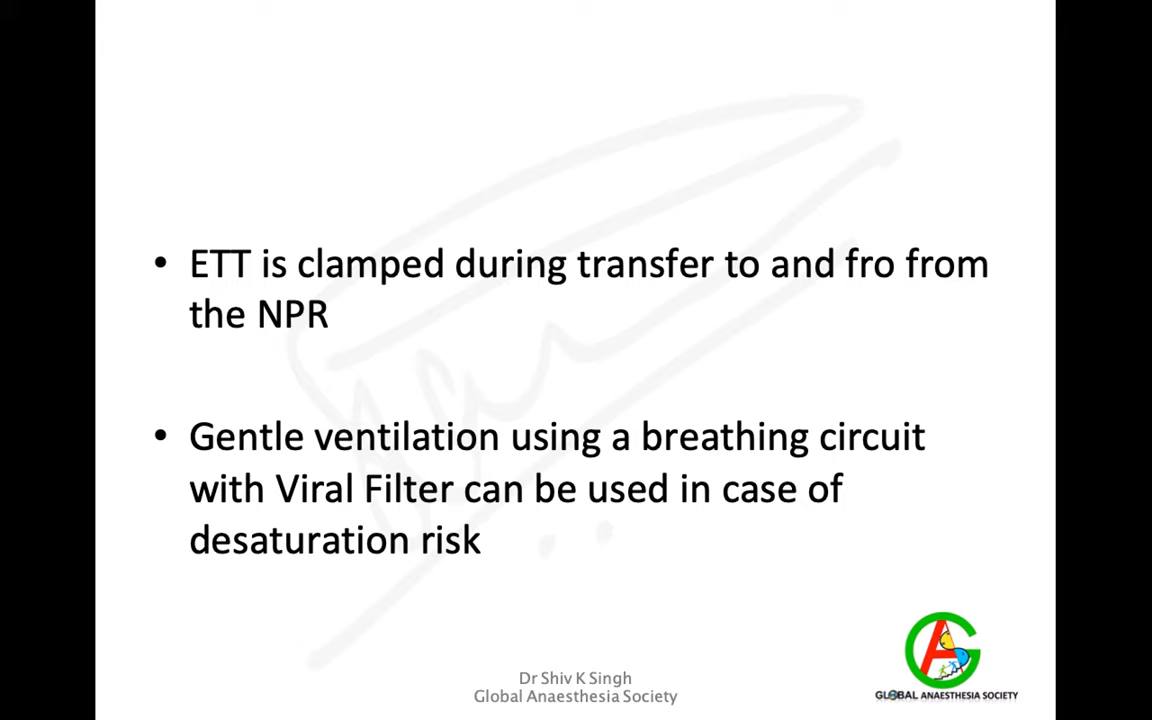 • ETT is clamped during transfer to and fro from
the NPR
• Gentle ventilation using a breathing circuit
with Viral Filter can be used in case of
desaturation risk
Dr Shiv K Singh
Global Anaesthesia Society
GLOBAL ANAESTHESIA SOCIETY